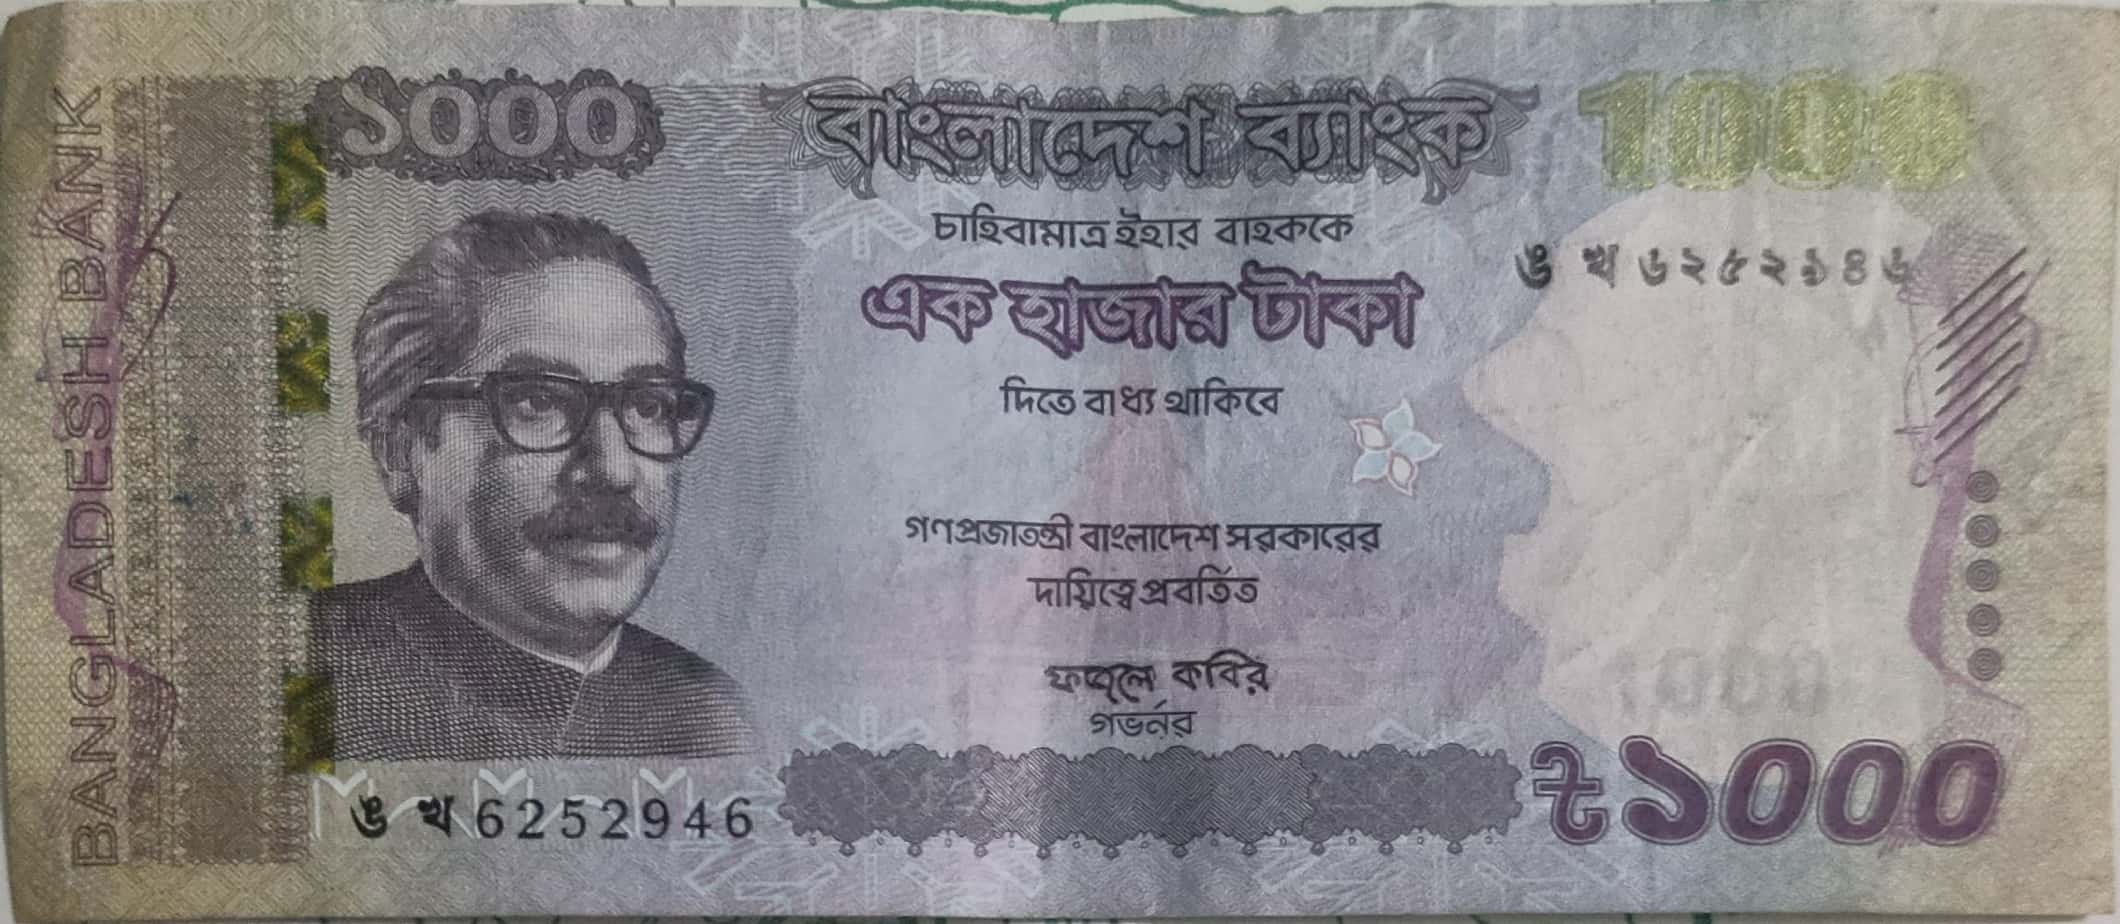 BANGLADESH BANK
১০০০
বাংলাদেশ ব্যাংক
1000
চাহিবামাত্র ইহার বাহককে
ঙ খ ৬২৫২৯৪৬
এক হাজার টাকা
দিতে বাধ্য থাকিবে
গণপ্রজাতন্ত্রী বাংলাদেশ সরকারের
দায়িত্বে প্রবর্তিত
ফজলে কবির
গভর্নর
1000
ঙ খ 6252946
৳১০০০